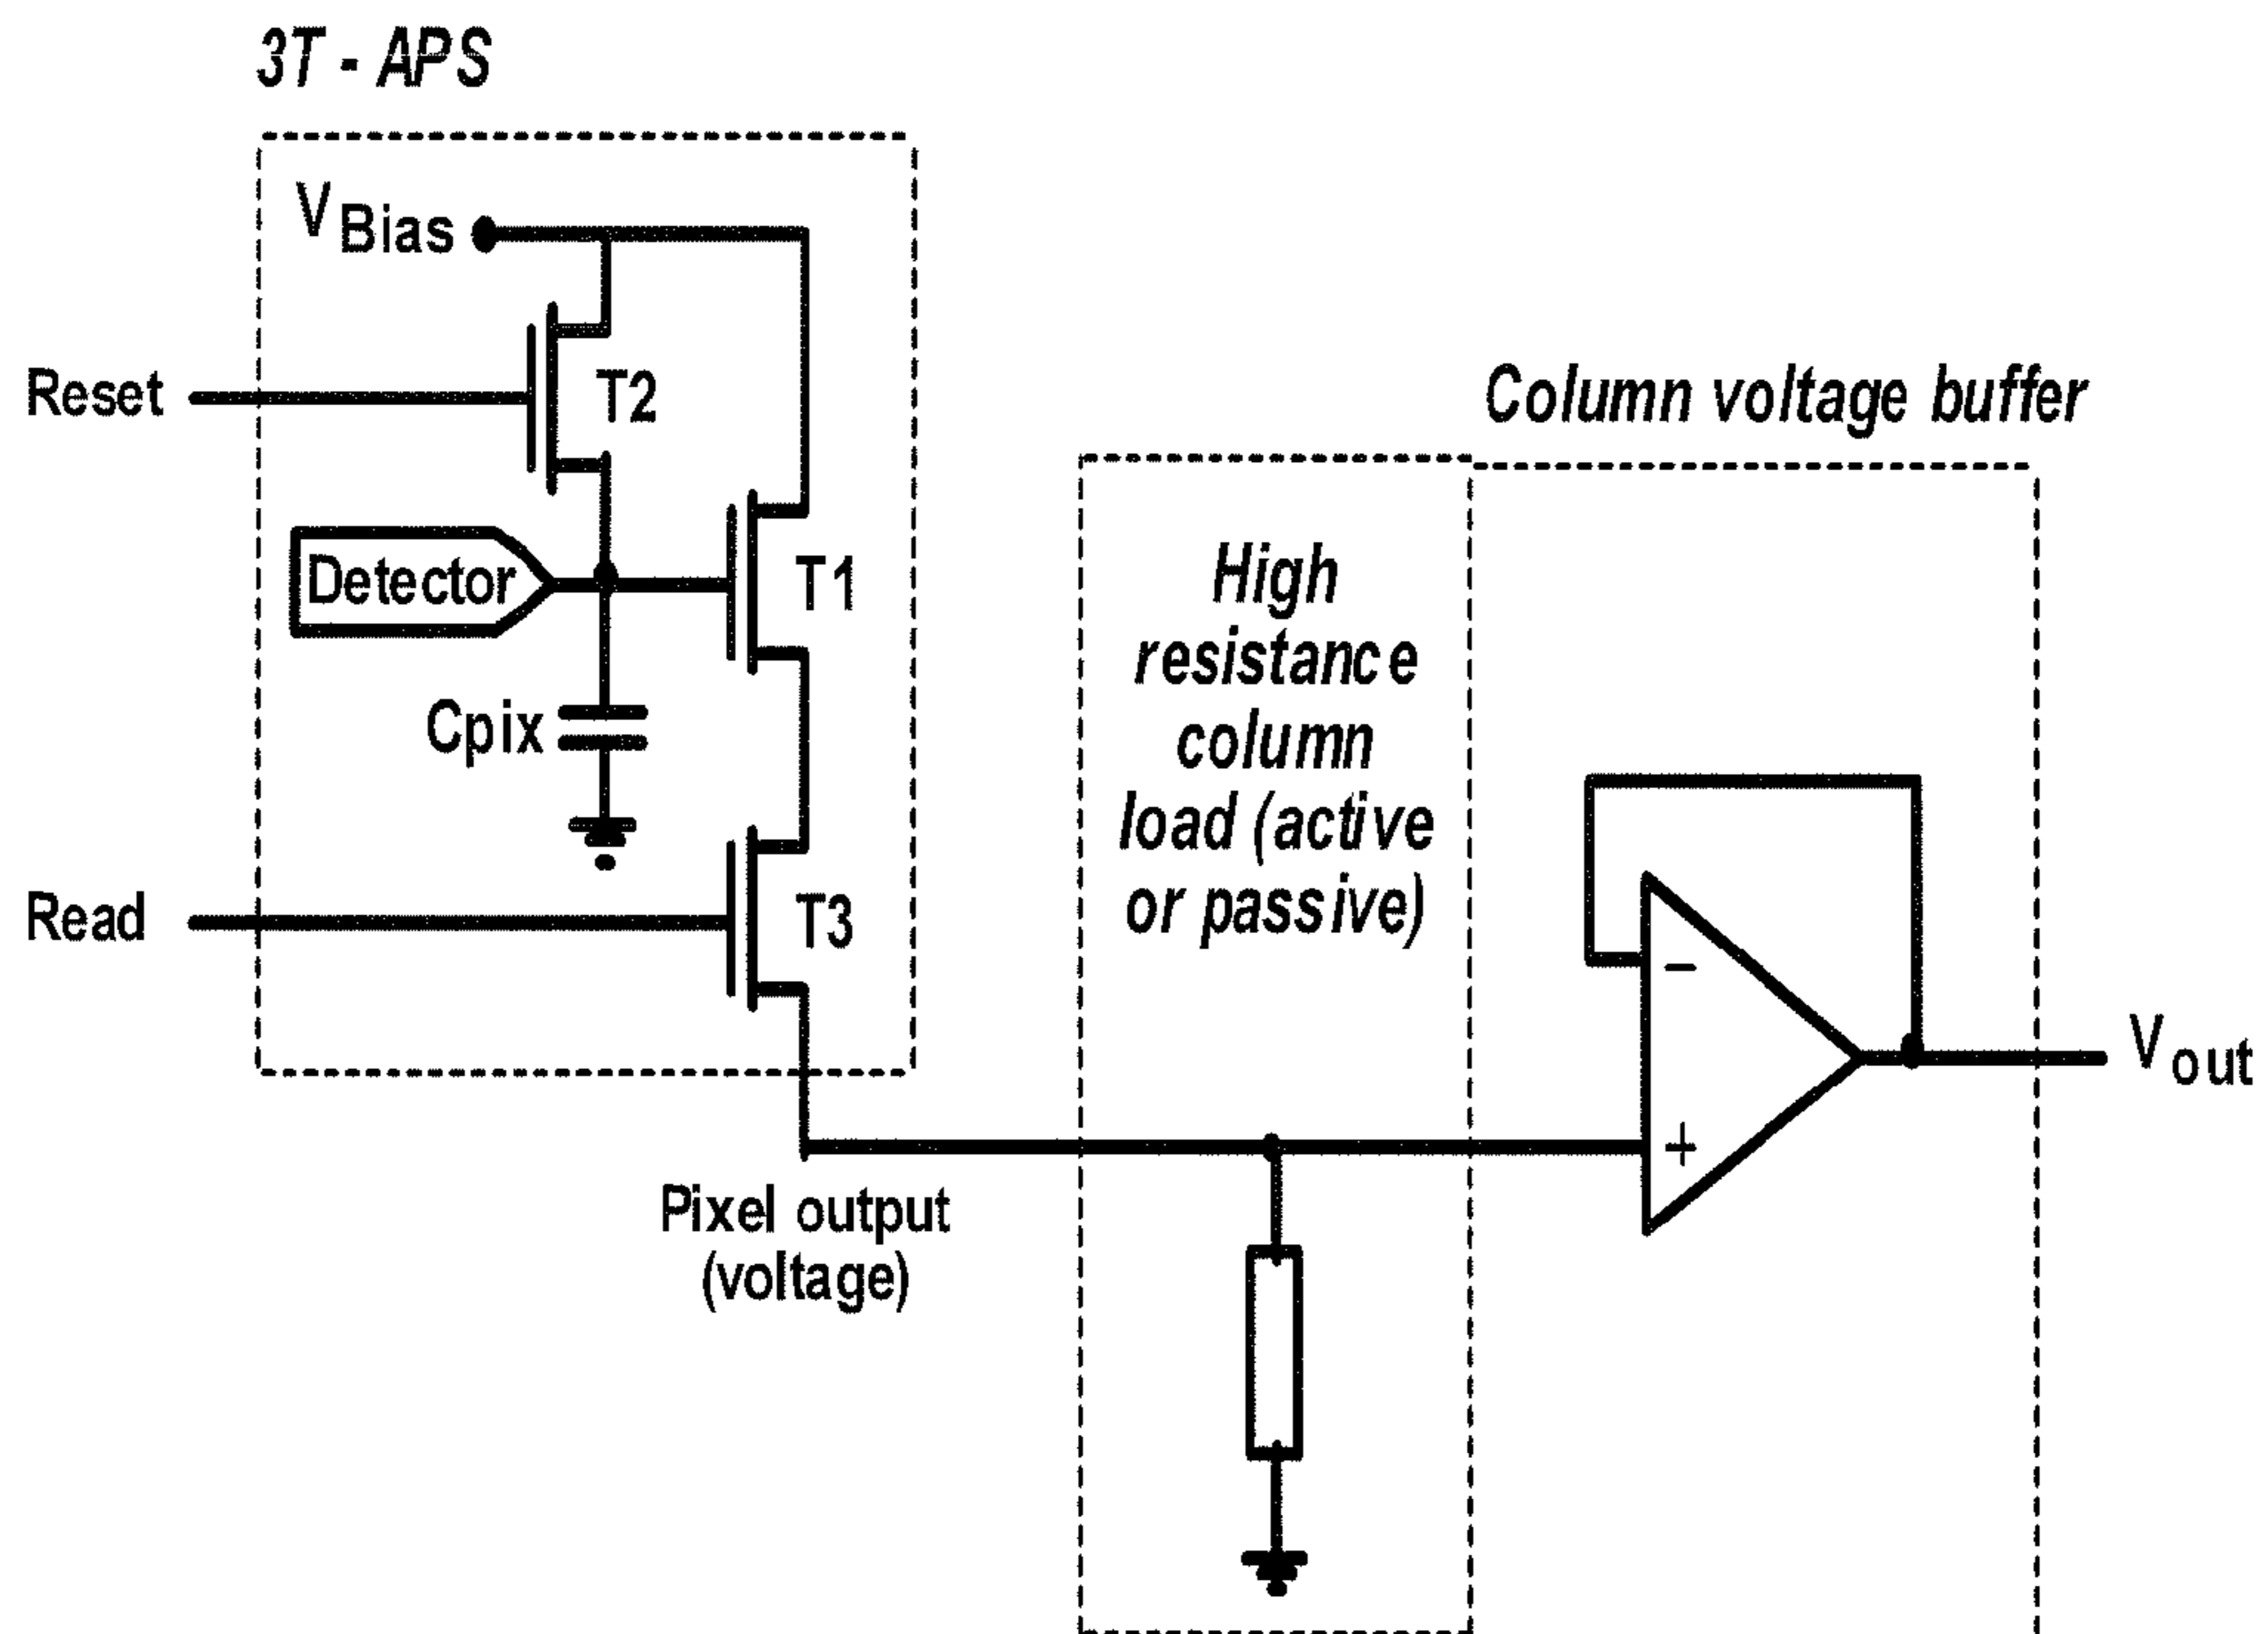 3T - APS
VBias
Reset
T2
Column voltage buffer
Detector
T1
High
resistance
column
load (active
or passive)
Cpix
Read
T3
-
+
Vout
Pixel output
(voltage)